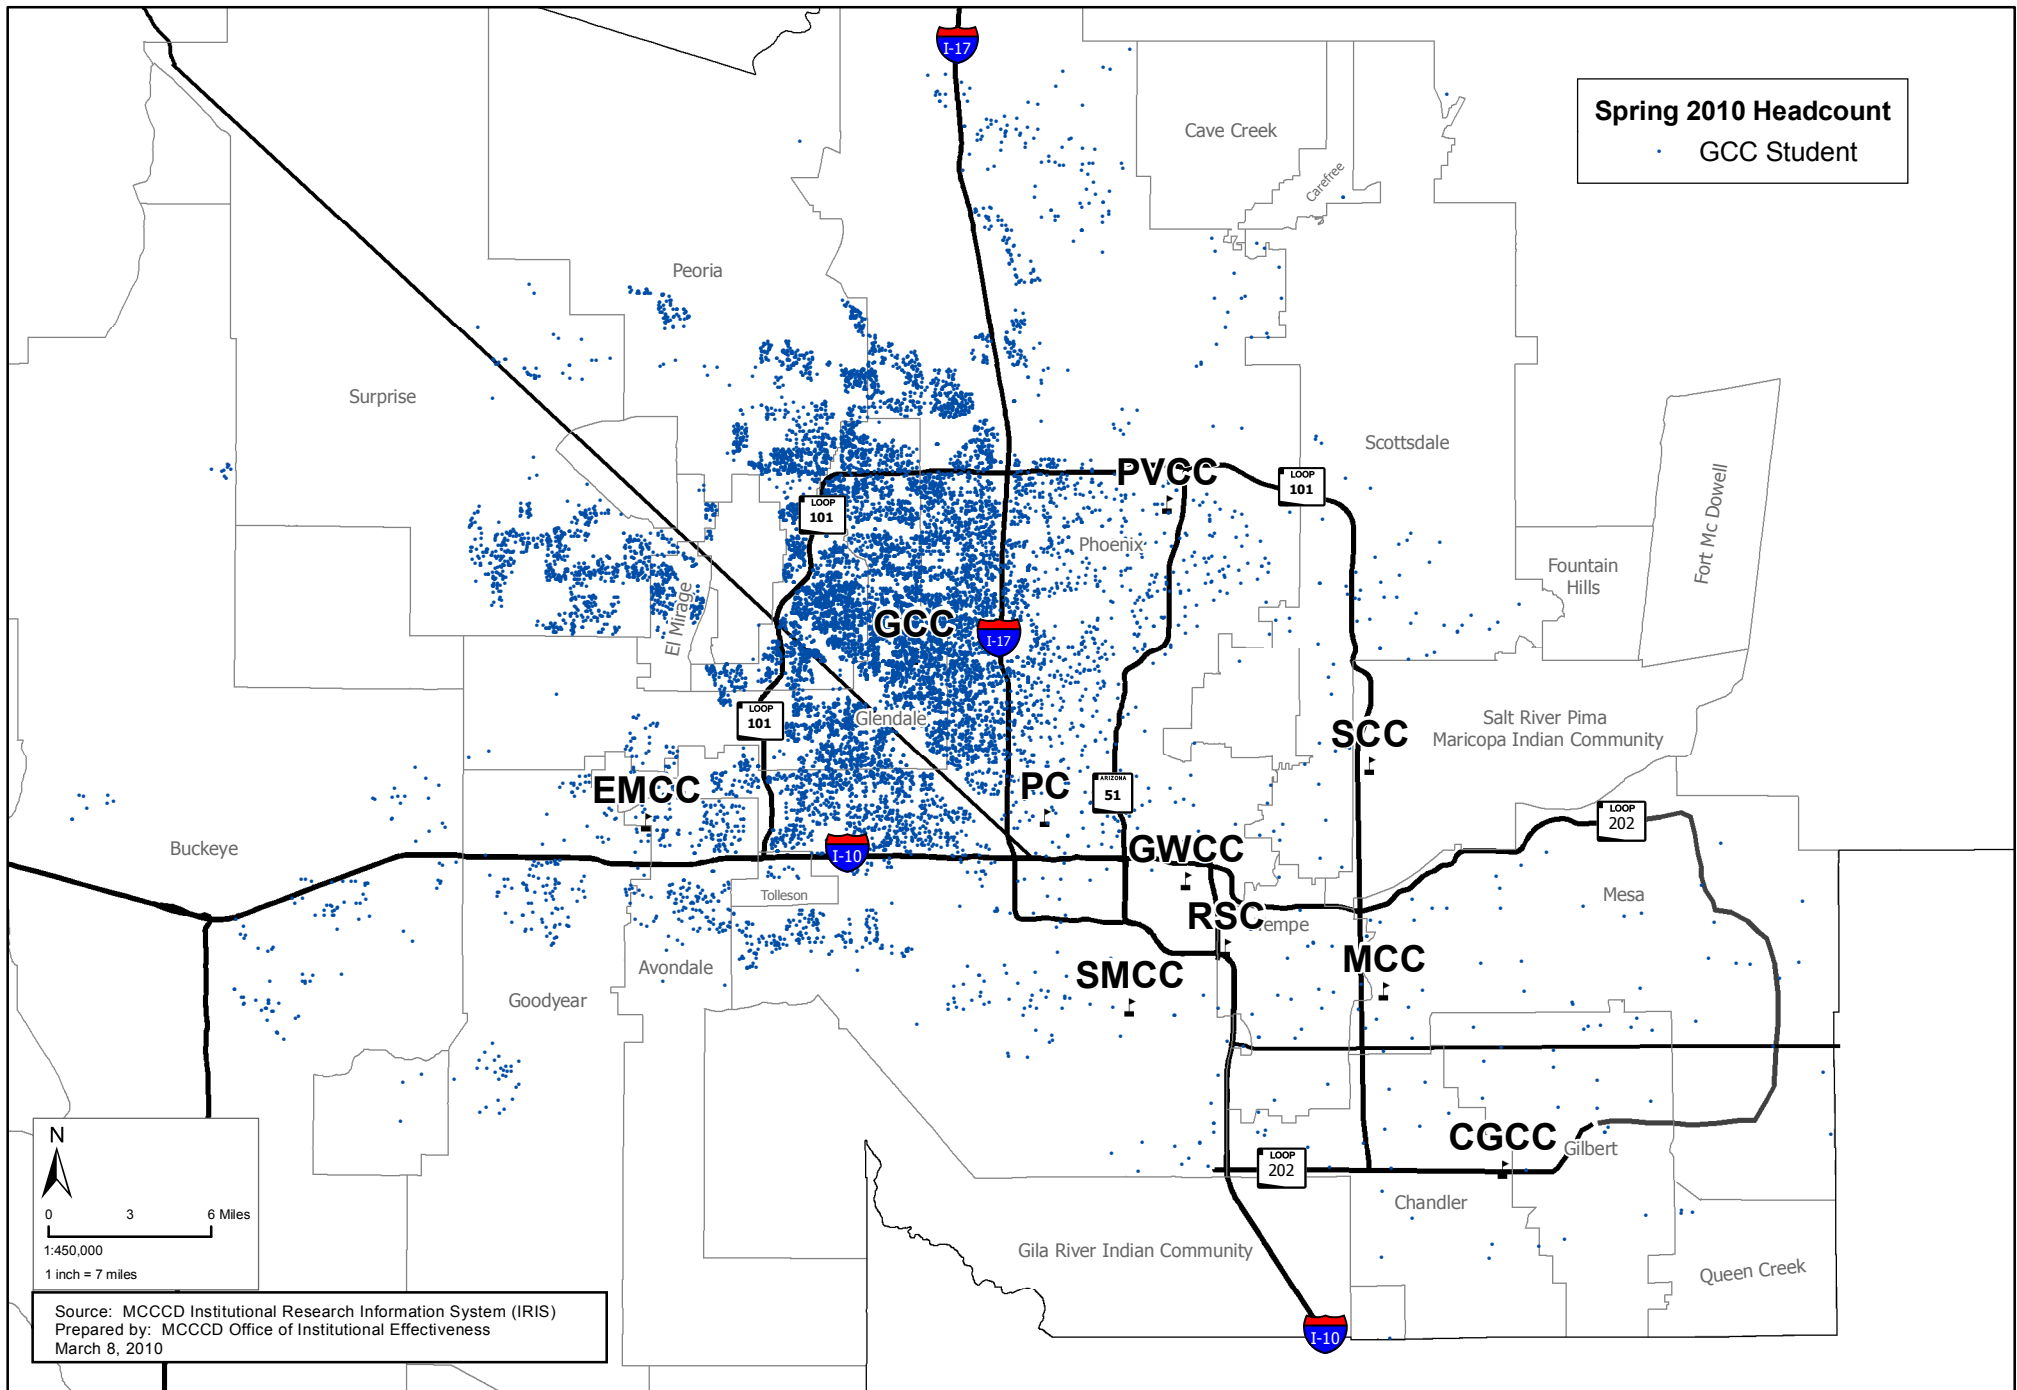 I-17
Spring 2010 Headcount
GCC Student
Cave Creek
Carefree
Peoria
Surprise
Scottsdale
PVCC
LOOP
101
LOOP
101
Fort Mc Dowell
Phoenix
Fountain
Hills
El Mirage
GCC
I-17
LOOP
101
Glendale
Salt River Pima
Maricopa Indian Community
SCC
EMCC
PC
ARIZONA
51
LOOP
202
Buckeye
I-10
GWCC
Tolleson
Mesa
RSC
empe
Avondale
SMCC
MCC
Goodyear
N
CGCC
Gilbert
LOOP
202
0 3 6 Miles
Chandler
1:450,000
Gila River Indian Community
1 inch = 7 miles
Queen Creek
Source: MCCCD Institutional Research Information System (IRIS)
Prepared by: MCCCD Office of Institutional Effectiveness
March 8, 2010
I-10